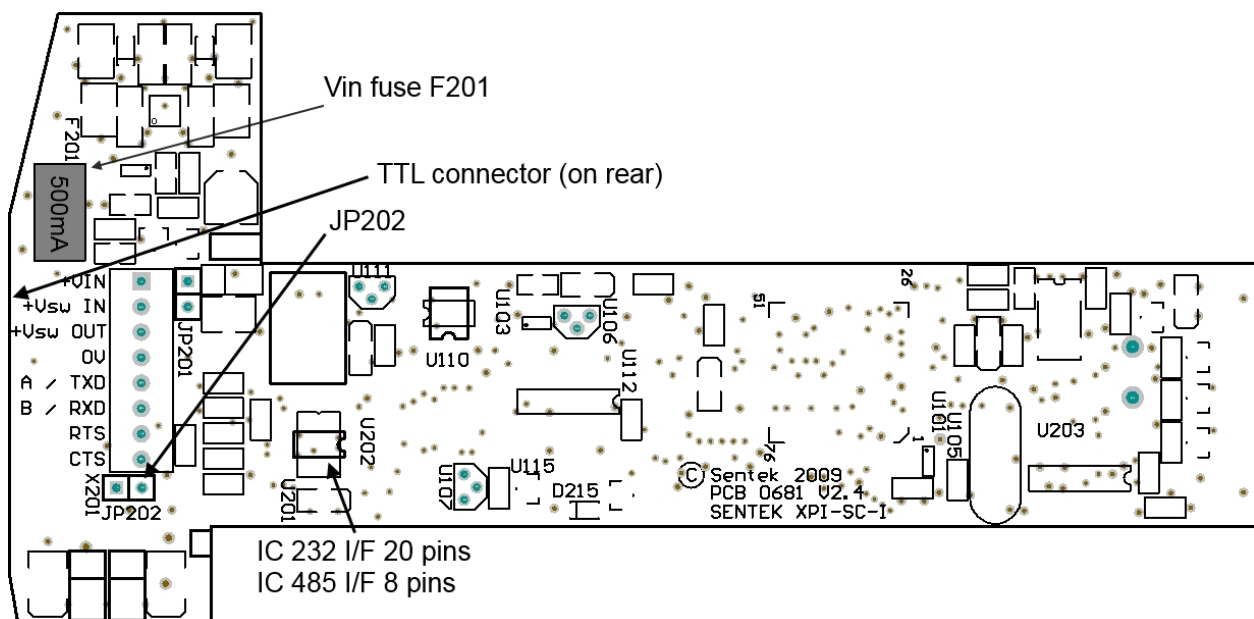 Vin fuse F201
F201
500mA
TTL connector (on rear)
JP202
+VIN
+Vsw IN
+Vsw OUT
0V
A / TXD
B / RXD
RTS
CTS
JP201
X201
JP202
U111
U110
U103
U106
U112
51
26
76
1
U202
U201
U107
U115
D215
U101
U105
U203
© Sentek 2009
PCB 0681 V2.4
SENTEK XPI-SC-I
IC 232 I/F 20 pins
IC 485 I/F 8 pins